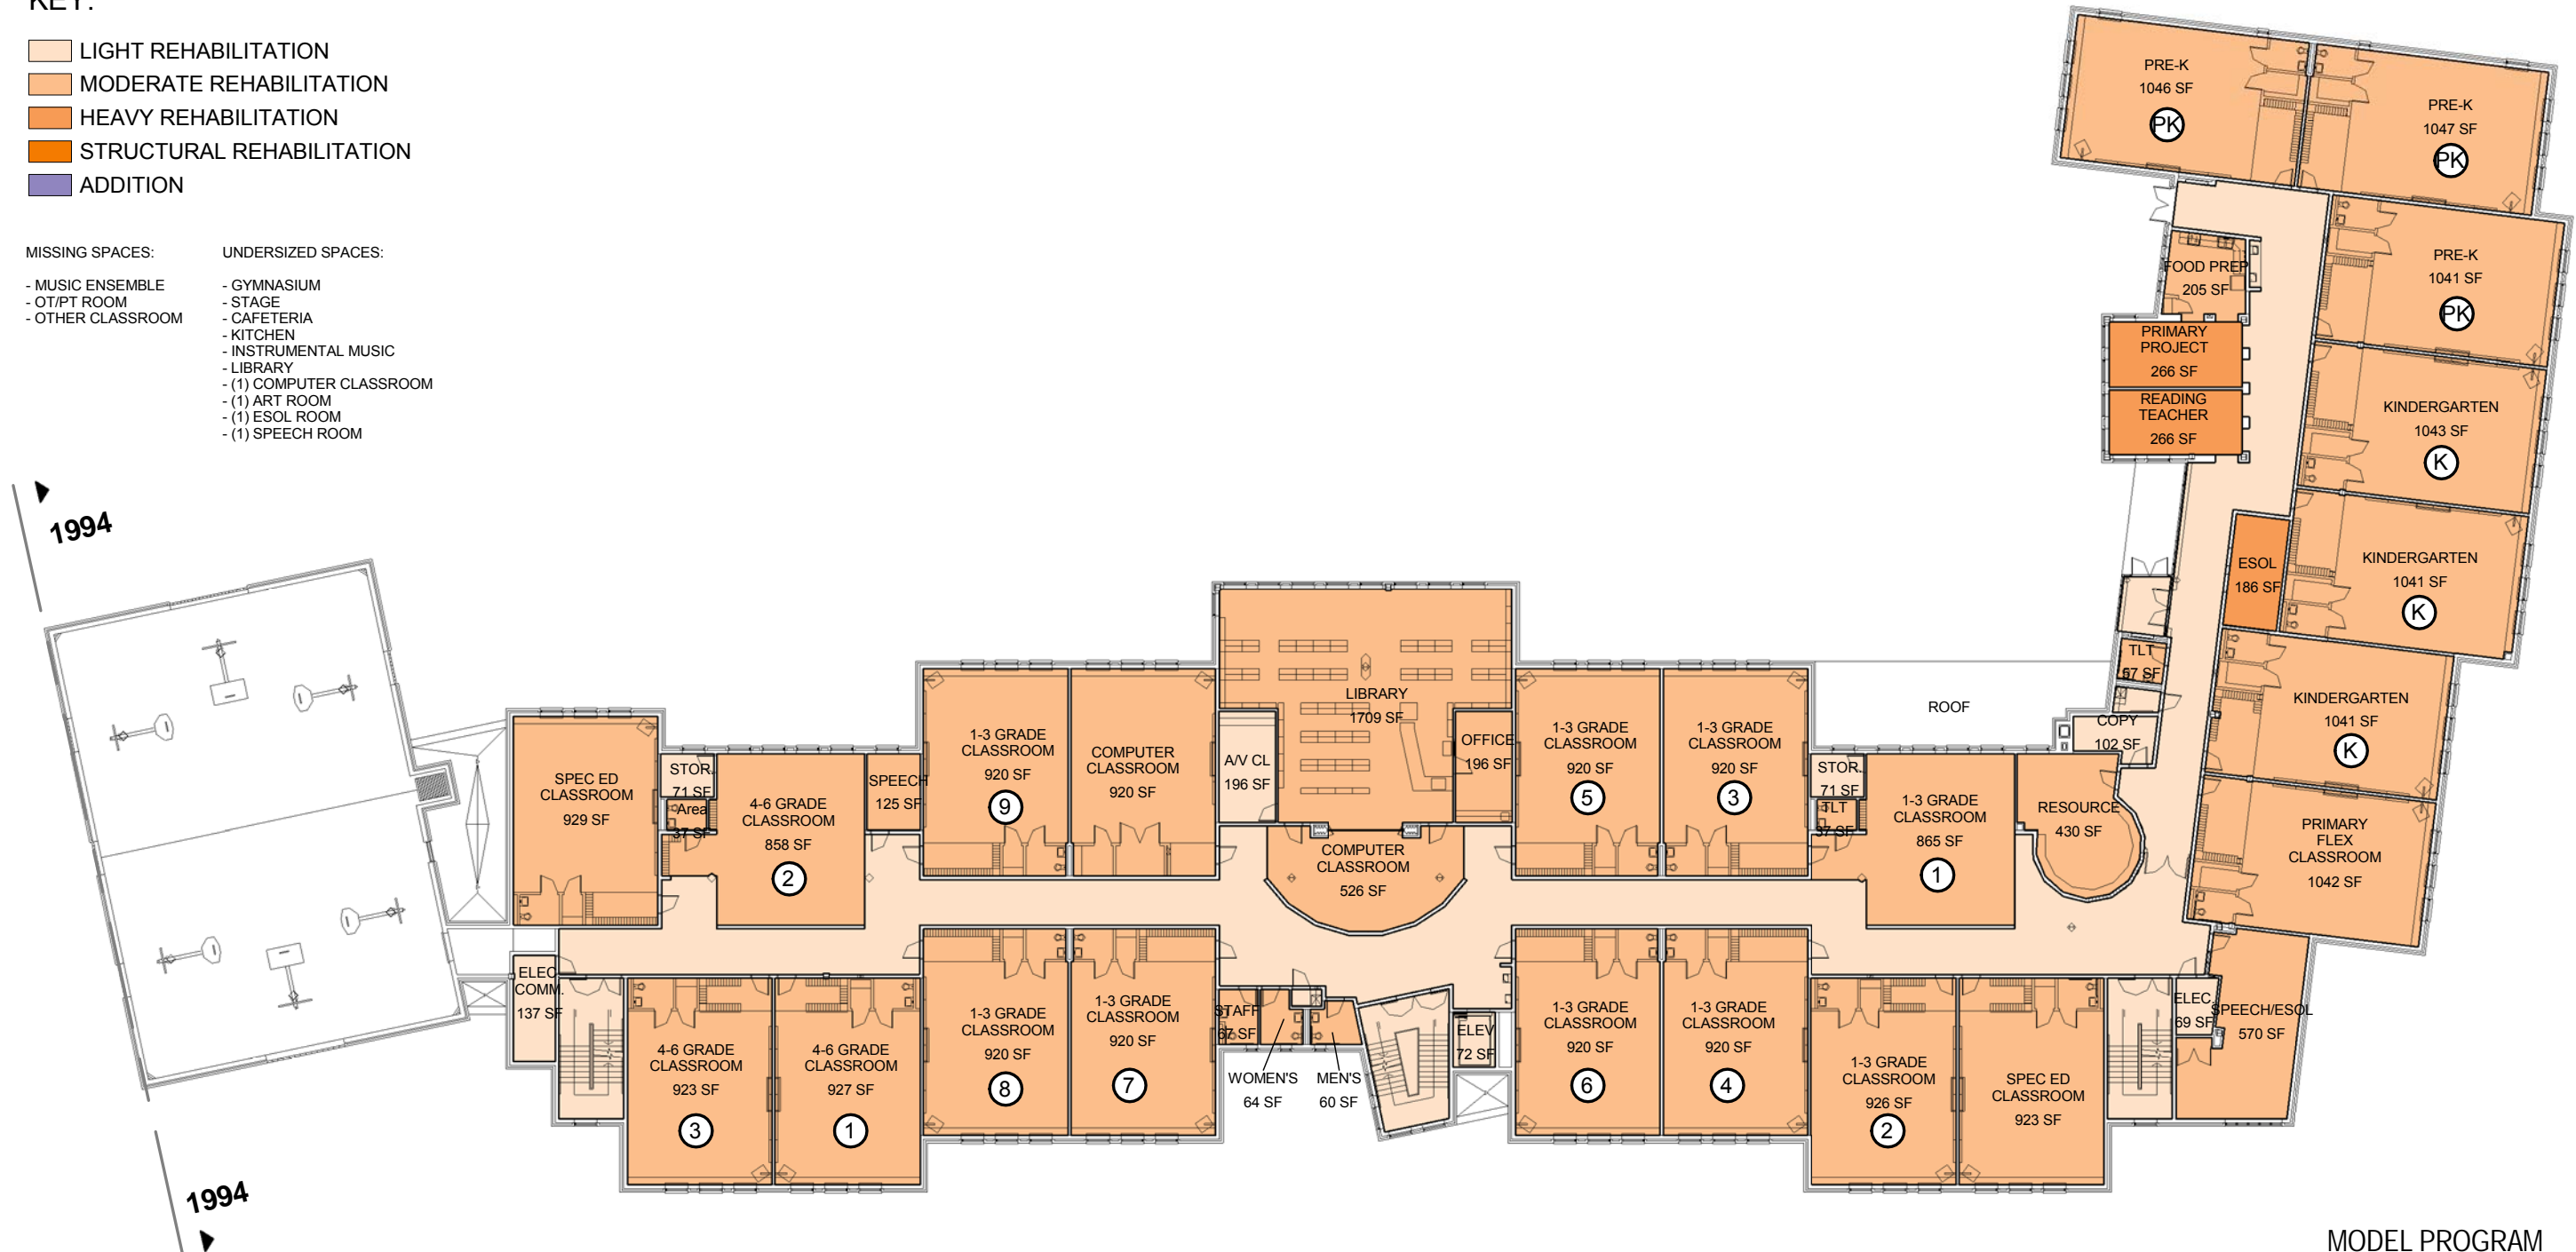 KEY:
LIGHT REHABILITATION
MODERATE REHABILITATION
HEAVY REHABILITATION
STRUCTURAL REHABILITATION
ADDITION
MISSING SPACES:
- MUSIC ENSEMBLE
- OT/PT ROOM
- OTHER CLASSROOM
UNDERSIZED SPACES:
- GYMNASIUM
- STAGE
- CAFETERIA
- KITCHEN
- INSTRUMENTAL MUSIC
- LIBRARY
- (1) COMPUTER CLASSROOM
- (1) ART ROOM
- (1) ESOL ROOM
- (1) SPEECH ROOM
1994
1994
PRE-K
1046 SF
PK
PRE-K
1047 SF
PK
PRE-K
1041 SF
PK
FOOD PREP
205 SF
PRIMARY
PROJECT
266 SF
READING
TEACHER
266 SF
KINDERGARTEN
1043 SF
K
ESOL
186 SF
KINDERGARTEN
1041 SF
K
TLT
57 SF
KINDERGARTEN
1041 SF
K
COPY
102 SF
ROOF
PRIMARY
FLEX
CLASSROOM
1042 SF
SPEC ED
CLASSROOM
929 SF
STOR.
71 SF
Area
37 SF
4-6 GRADE
CLASSROOM
858 SF
2
SPEECH
125 SF
1-3 GRADE
CLASSROOM
920 SF
9
COMPUTER
CLASSROOM
920 SF
A/V CL
196 SF
LIBRARY
1709 SF
OFFICE
196 SF
COMPUTER
CLASSROOM
526 SF
1-3 GRADE
CLASSROOM
920 SF
5
1-3 GRADE
CLASSROOM
920 SF
3
STOR.
71 SF
TLT
37 SF
1-3 GRADE
CLASSROOM
865 SF
1
RESOURCE
430 SF
ELEC
COMM.
137 SF
4-6 GRADE
CLASSROOM
923 SF
3
4-6 GRADE
CLASSROOM
927 SF
1
1-3 GRADE
CLASSROOM
920 SF
8
1-3 GRADE
CLASSROOM
920 SF
7
STAFF
67 SF
WOMEN'S
64 SF
MEN'S
60 SF
ELEV
72 SF
1-3 GRADE
CLASSROOM
920 SF
6
1-3 GRADE
CLASSROOM
920 SF
4
1-3 GRADE
CLASSROOM
926 SF
2
SPEC ED
CLASSROOM
923 SF
ELEC.
69 SF
SPEECH/ESOL
570 SF
MODEL PROGRAM